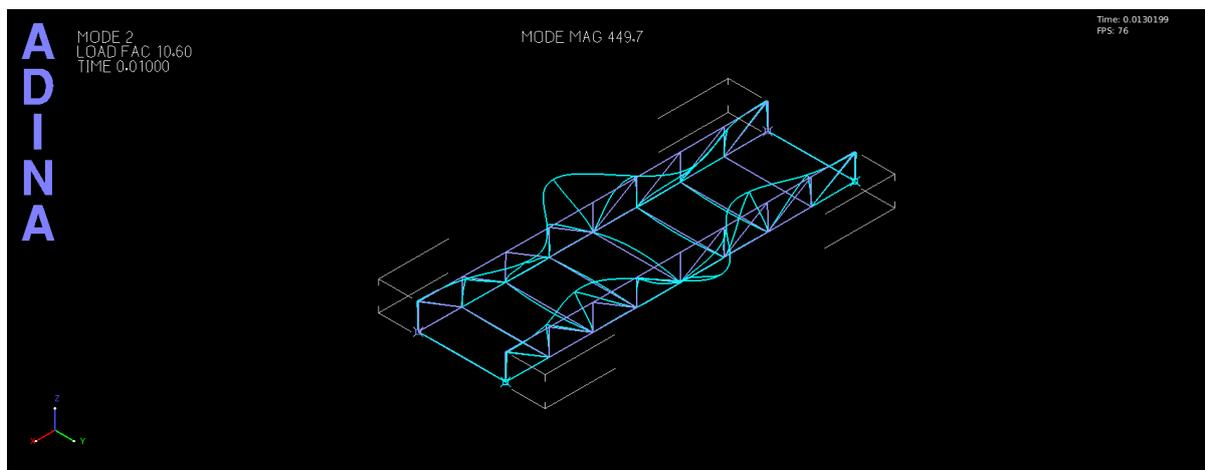 ADINA
MODE 2
LOAD FAC 10.60
TIME 0.01000
MODE MAG 449.7
Time: 0.0130199
FPS: 76
Z
X
Y